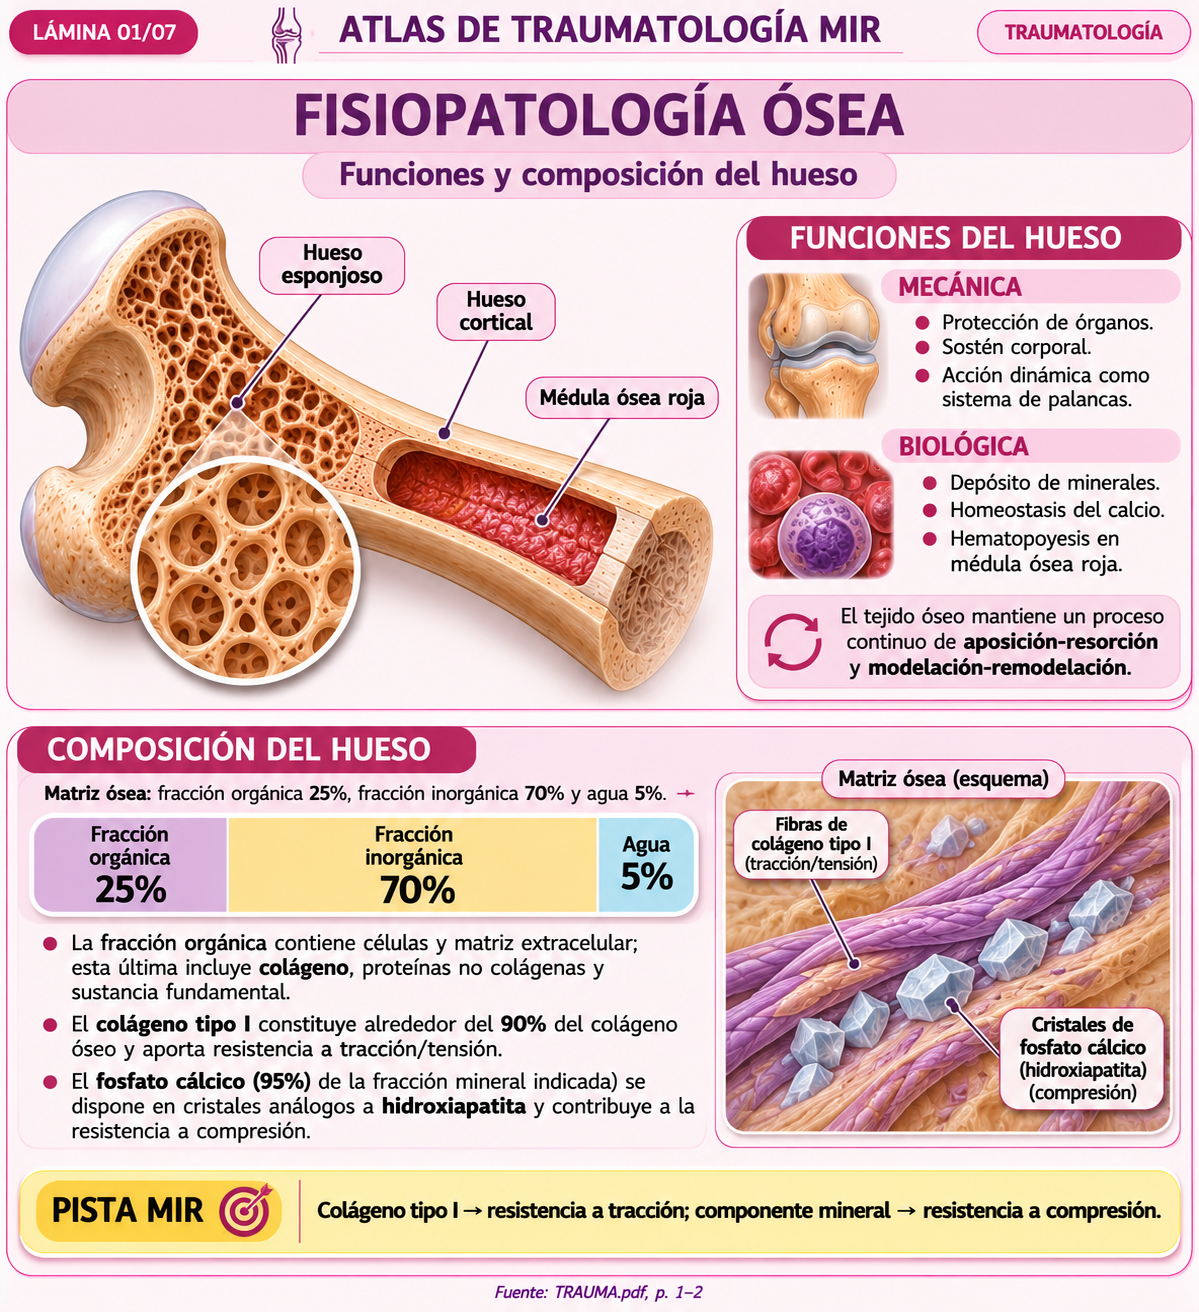 LÁMINA 01/07
ATLAS DE TRAUMATOLOGÍA MIR
TRAUMATOLOGÍA
FISIOPATOLOGÍA ÓSEA
Funciones y composición del hueso
Hueso
esponjoso
Hueso
cortical
Médula ósea roja
FUNCIONES DEL HUESO
MECÁNICA
Protección de órganos.
Sostén corporal.
Acción dinámica como
sistema de palancas.
BIOLÓGICA
Depósito de minerales.
Homeostasis del calcio.
Hematopoyesis en
médula ósea roja.
El tejido óseo mantiene un proceso
continuo de aposición-resorción
y modelación-remodelación.
COMPOSICIÓN DEL HUESO
Matriz ósea: fracción orgánica 25%, fracción inorgánica 70% y agua 5%.
Fracción
orgánica
25%
Fracción
inorgánica
70%
Agua
5%
La fracción orgánica contiene células y matriz extracelular;
esta última incluye colágeno, proteínas no colágenas y
sustancia fundamental.
El colágeno tipo I constituye alrededor del 90% del colágeno
óseo y aporta resistencia a tracción/tensión.
El fosfato cálcico (95%) de la fracción mineral indicada) se
dispone en cristales análogos a hidroxiapatita y contribuye a la
resistencia a compresión.
Matriz ósea (esquema)
Fibras de
colágeno tipo I
(tracción/tensión)
Cristales de
fosfato cálcico
(hidroxiapatita)
(compresión)
PISTA MIR
Colágeno tipo I → resistencia a tracción; componente mineral → resistencia a compresión.
Fuente: TRAUMA.pdf, p. 1–2